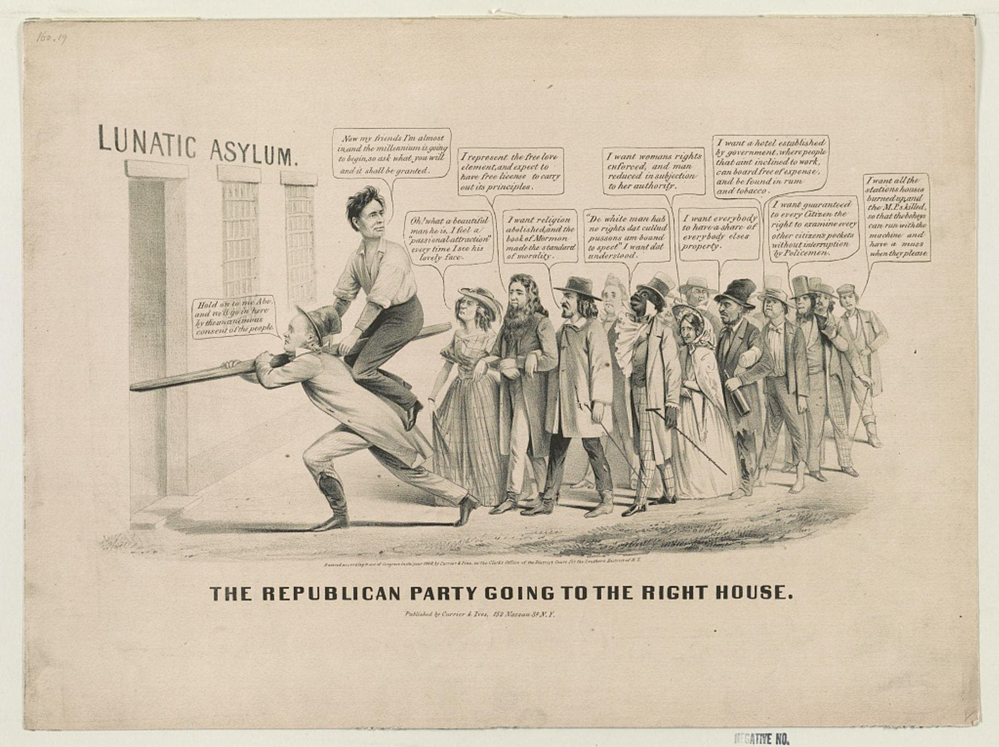 160.19
LUNATIC ASYLUM.
Hold on to me Abe,
and we'll go in here
by the unanimous
consent of the people.
Now my friends I'm almost
in, and the millennium is going
to begin, so ask what you will
and it shall be granted.
Oh! what a beautiful
man he is, I feel a
"passional attraction"
every time I see his
lovely face.
I represent the free love
element, and expect to
have free license to carry
out its principles.
I want religion
abolished, and the
book of Mormon
made the standard
of morality.
"De white man hab
no rights dat cullud
pussons am bound
to spect" I want dat
understood.
I want womans rights
enforced, and man
reduced in subjection
to her authority.
I want everybody
to have a share of
everybody elses
property.
I want a hotel established
by government, where people
that aint inclined to work,
can board free of expense,
and be found in rum
and tobacco.
I want guaranteed
to every Citizen the
right to examine every
other citizen's pockets
without interruption
by Policemen.
I want all the
stations houses
burned up, and
the M.P.s killed,
so that the bohoys
can run with the
machine and
have a muss
when they please.
Entered according to act of Congress in the year 1860, by Currier & Ives, in the Clerk's Office of the District Court for the Southern District of N.Y.
THE REPUBLICAN PARTY GOING TO THE RIGHT HOUSE.
Published by Currier & Ives, 152 Nassau St. N.Y.
NEGATIVE NO.